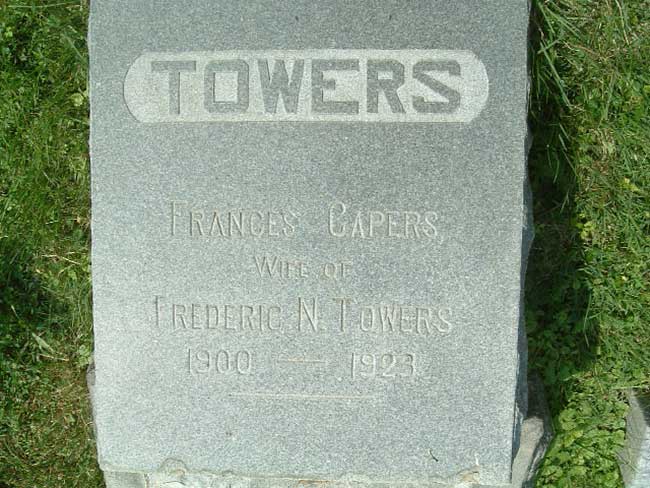 TOWERS
FRANCES CAPERS
WIFE OF
FREDERIC N. TOWERS
1900 — 1923